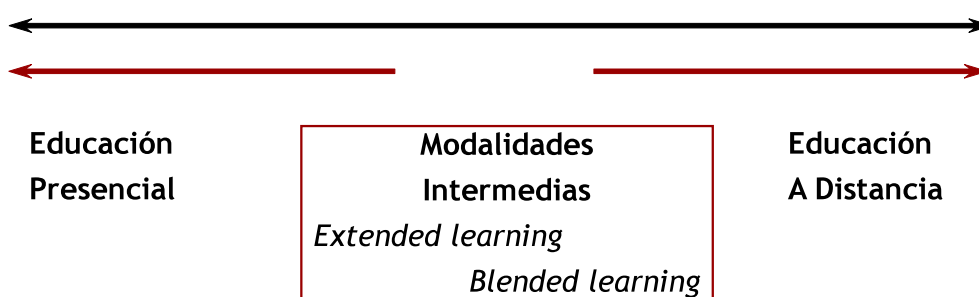 Educación
Presencial
Modalidades
Intermedias
Extended learning
Blended learning
Educación
A Distancia